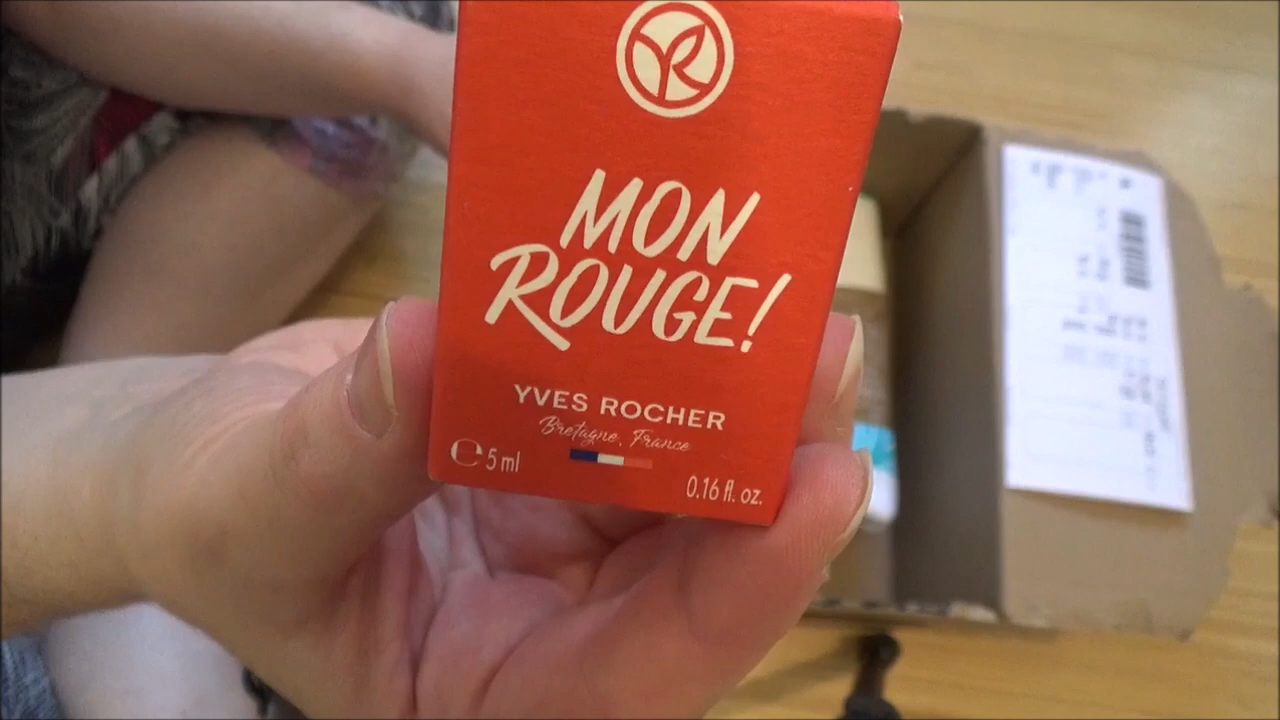 MON
ROUGE!
YVES ROCHER
Bretagne, France
e 5 ml
0.16 fl. oz.